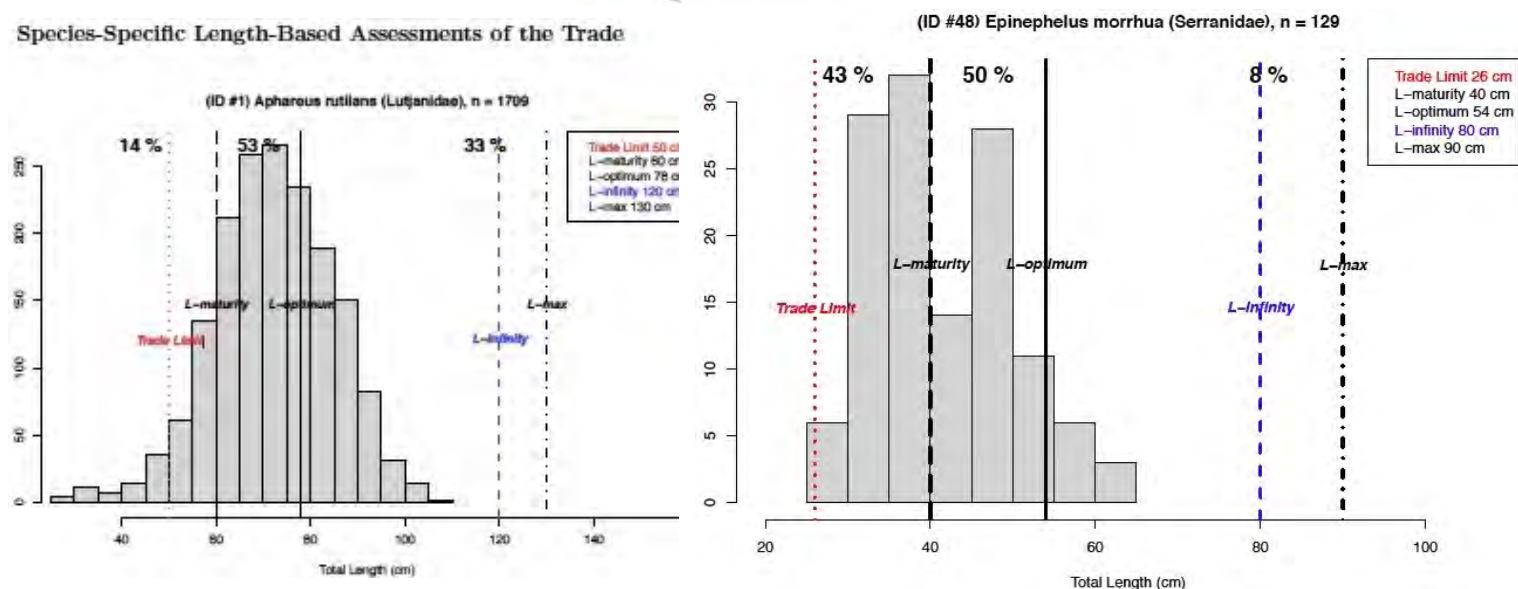 Species-Specific Length-Based Assessments of the Trade
(ID #1) Aphareus rutilans (Lutjanidae), n = 1709
14 %
53 %
33 %
Trade Limit 50
L-maturity 60
L-optimum 78
L-infinity 120
L-max 130 cm
L-maturity
L-optimum
L-max
Trade Limit
L-infinity
0
50
100
150
200
250
40
60
80
100
120
140
Total Length (cm)
(ID #48) Epinephelus morrhua (Serranidae), n = 129
43 %
50 %
8 %
Trade Limit 26 cm
L-maturity 40 cm
L-optimum 54 cm
L-infinity 80 cm
L-max 90 cm
L-maturity
L-optimum
L-max
Trade Limit
L-infinity
0
5
10
15
20
25
30
20
40
60
80
100
Total Length (cm)